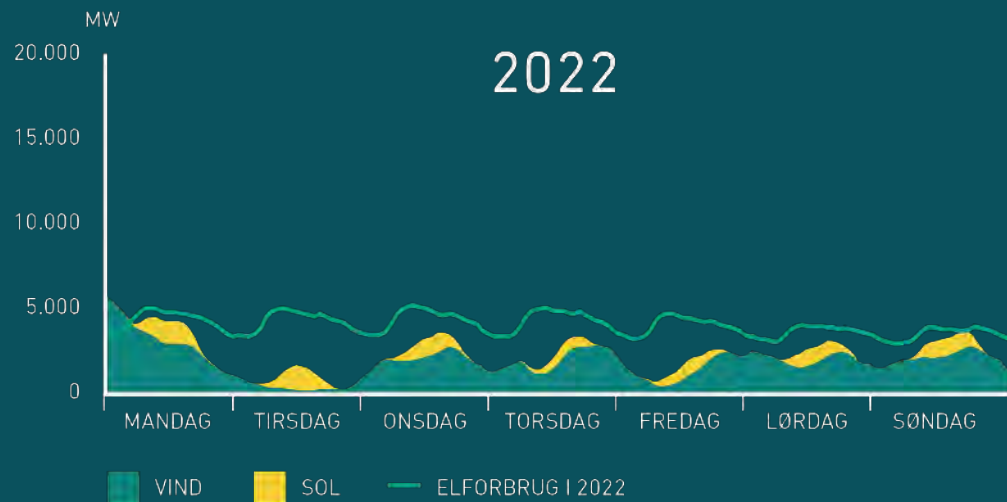 MW
2022
20.000
15.000
10.000
5.000
0
MANDAG TIRSDAG ONSDAG TORSDAG FREDAG LØRDAG SØNDAG
VIND SOL ELFORBRUG I 2022